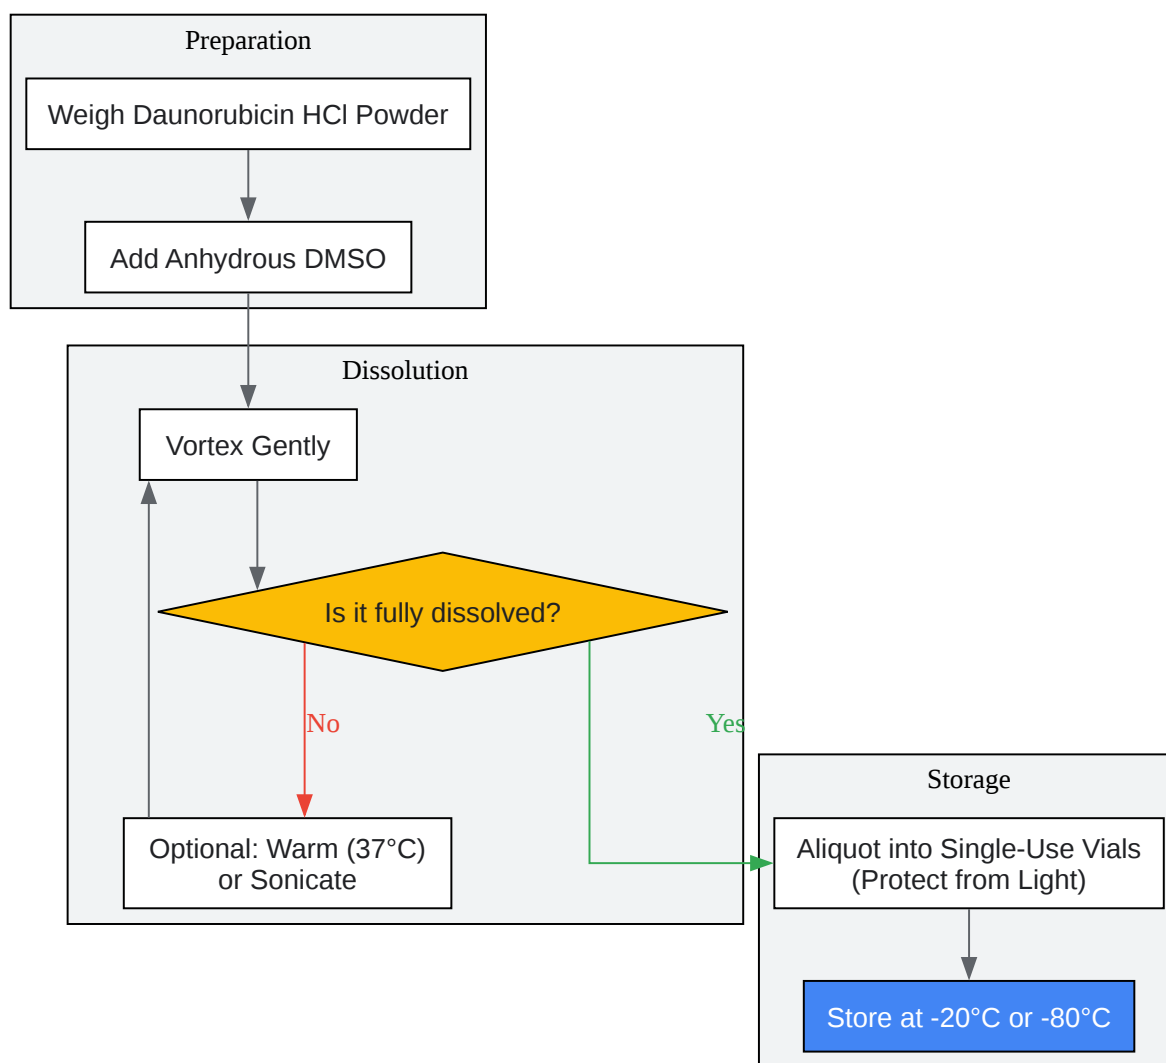 Preparation
Weigh Daunorubicin HCl Powder
Add Anhydrous DMSO
Dissolution
Vortex Gently
Is it fully dissolved?
No
Yes
Optional: Warm (37°C)
or Sonicate
Storage
Aliquot into Single-Use Vials
(Protect from Light)
Store at -20°C or -80°C